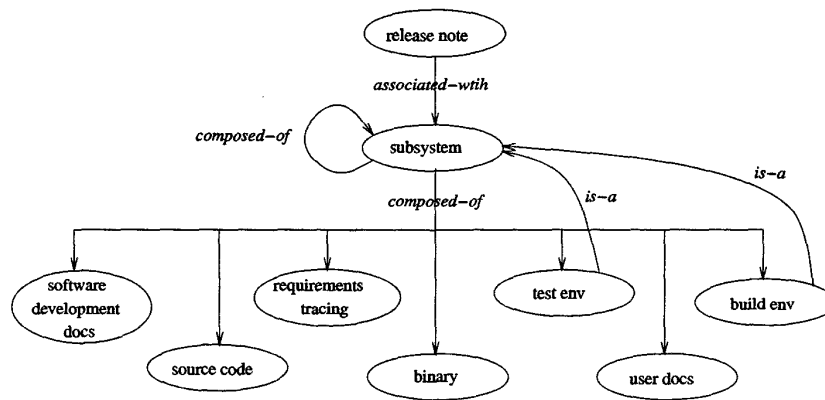 release note
associated-wtih
composed-of
subsystem
is-a
composed-of
is-a
software
development
docs
requirements
tracing
test env
build env
source code
binary
user docs